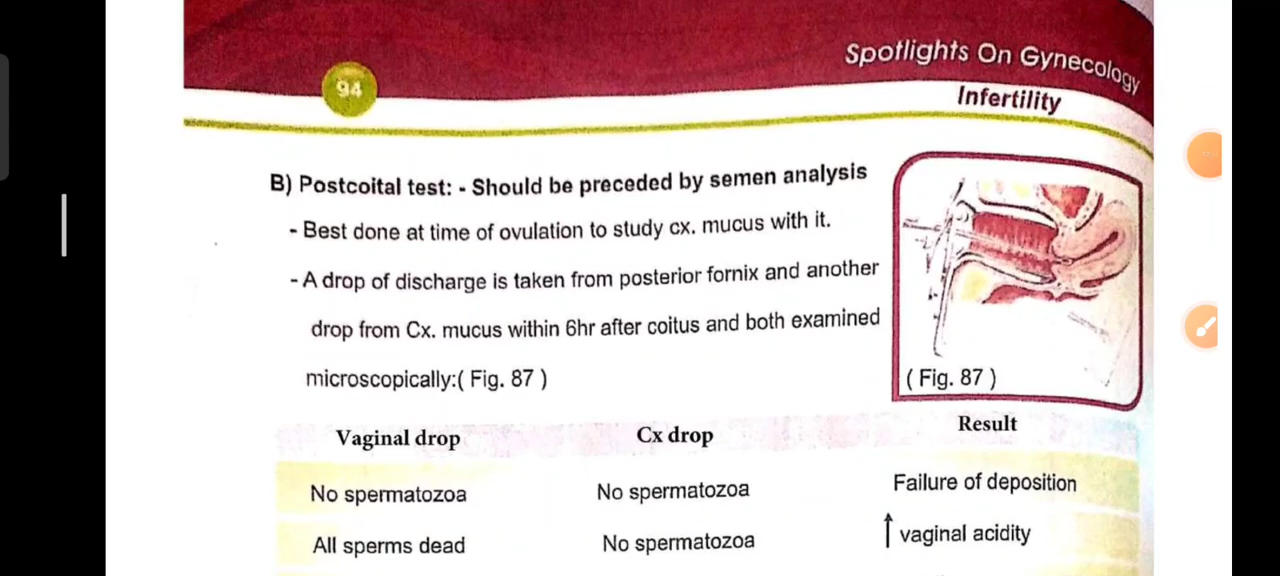 Spotlights On Gynecology
94
Infertility
B) Postcoital test: - Should be preceded by semen analysis
- Best done at time of ovulation to study cx. mucus with it.
- A drop of discharge is taken from posterior fornix and another
drop from Cx. mucus within 6hr after coitus and both examined
microscopically:( Fig. 87 )
( Fig. 87 )
Vaginal drop Cx drop Result
No spermatozoa No spermatozoa Failure of deposition
All sperms dead No spermatozoa ↑ vaginal acidity